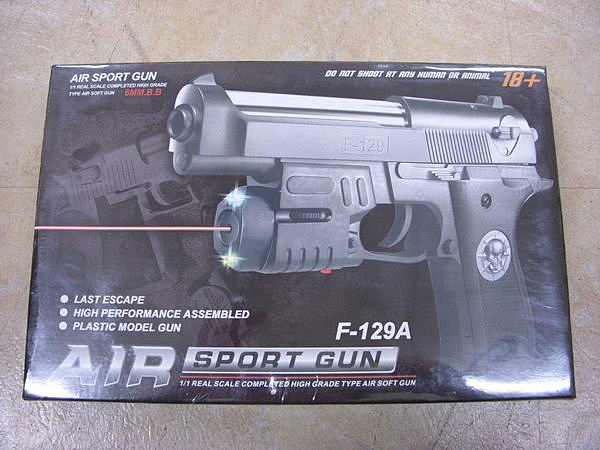 AIR SPORT GUN
1/1 REAL SCALE COMPLETED HIGH GRADE
TYPE AIR SOFT GUN 6MM.B.B
DO NOT SHOOT AT ANY HUMAN OR ANIMAL 18+
F-129
LAST ESCAPE
HIGH PERFORMANCE ASSEMBLED
PLASTIC MODEL GUN
F-129A
AIR SPORT GUN
1/1 REAL SCALE COMPLETED HIGH GRADE TYPE AIR SOFT GUN